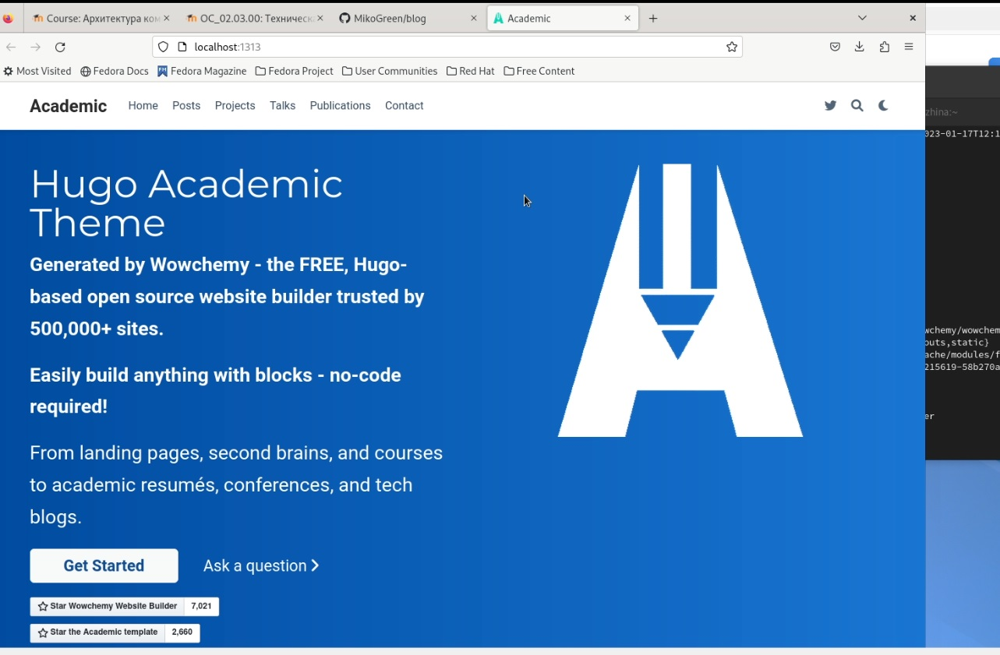 Course: Архитектура ком
ОС_02.03.00: Техническ
MikoGreen/blog
Academic
localhost:1313
Most Visited
Fedora Docs
Fedora Magazine
Fedora Project
User Communities
Red Hat
Free Content
Academic
Home
Posts
Projects
Talks
Publications
Contact
zhina:~
023-01-17T12:1
Hugo Academic
Theme
Generated by Wowchemy - the FREE, Hugo-
based open source website builder trusted by
500,000+ sites.
Easily build anything with blocks - no-code
required!
From landing pages, second brains, and courses
to academic resumés, conferences, and tech
blogs.
Get Started
Ask a question
Star Wowchemy Website Builder 7,021
Star the Academic template 2,660
wchemy/wowchem
outs,static}
ache/modules/f
215619-58b270a
er